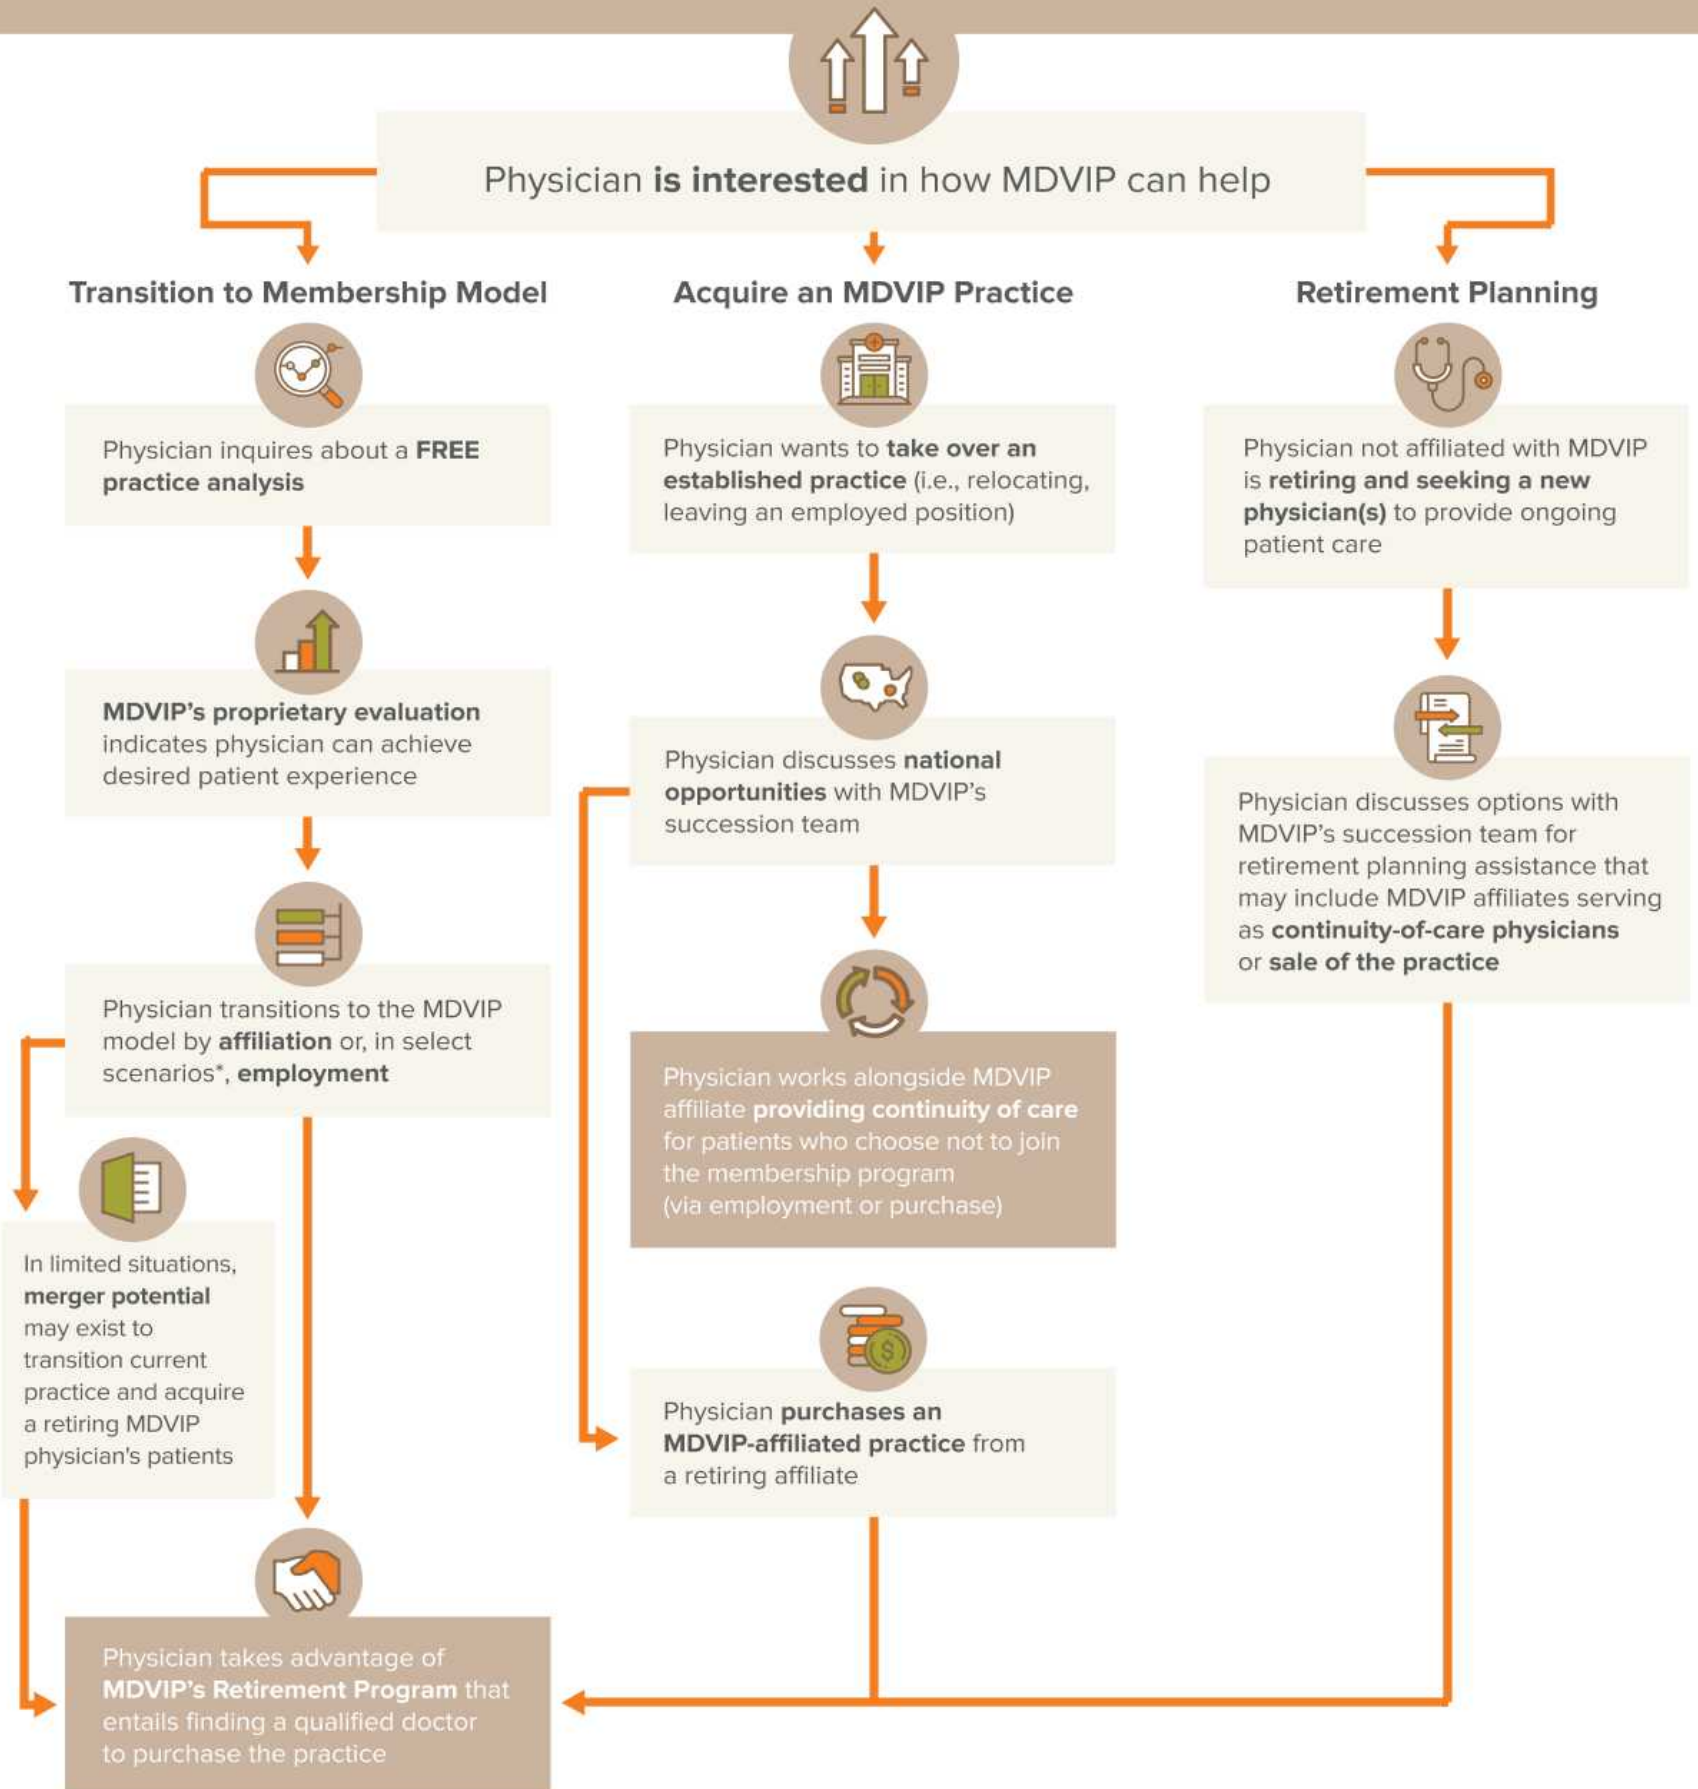 Physician is interested in how MDVIP can help
Transition to Membership Model
Physician inquires about a FREE
practice analysis
MDVIP's proprietary evaluation
indicates physician can achieve
desired patient experience
Physician transitions to the MDVIP
model by affiliation or, in select
scenarios*, employment
In limited situations,
merger potential
may exist to
transition current
practice and acquire
a retiring MDVIP
physician's patients
Physician takes advantage of
MDVIP's Retirement Program that
entails finding a qualified doctor
to purchase the practice
Acquire an MDVIP Practice
Physician wants to take over an
established practice (i.e., relocating,
leaving an employed position)
Physician discusses national
opportunities with MDVIP's
succession team
Physician works alongside MDVIP
affiliate providing continuity of care
for patients who choose not to join
the membership program
(via employment or purchase)
$
Physician purchases an
MDVIP-affiliated practice from
a retiring affiliate
Retirement Planning
Physician not affiliated with MDVIP
is retiring and seeking a new
physician(s) to provide ongoing
patient care
Physician discusses options with
MDVIP's succession team for
retirement planning assistance that
may include MDVIP affiliates serving
as continuity-of-care physicians
or sale of the practice